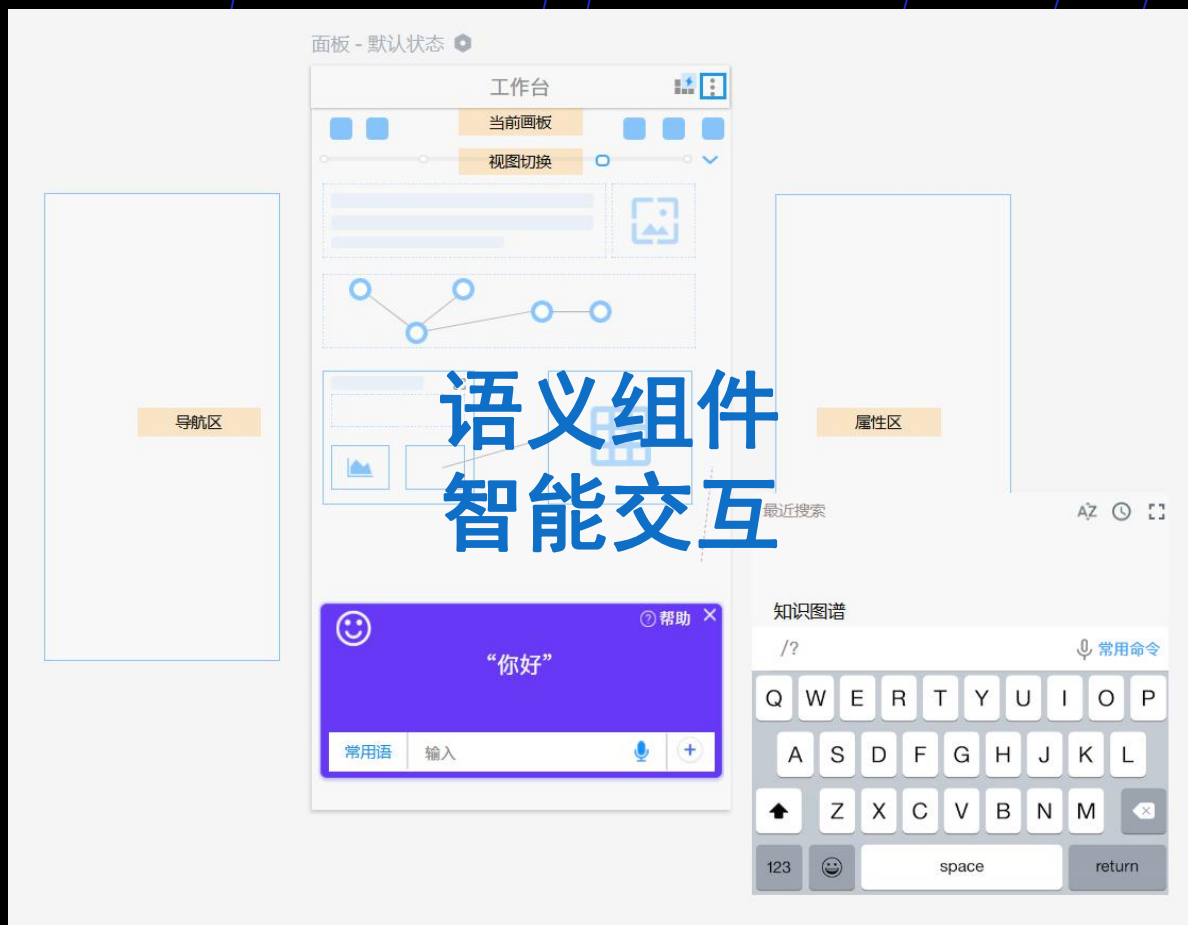 面板 - 默认状态
工作台
当前画板
视图切换
导航区
属性区
语义组件
智能交互
最近搜索
AZ
知识图谱
/?
常用命令
?帮助
“你好”
常用语
输入
Q W E R T Y U I O P
A S D F G H J K L
Z X C V B N M
123
space
return